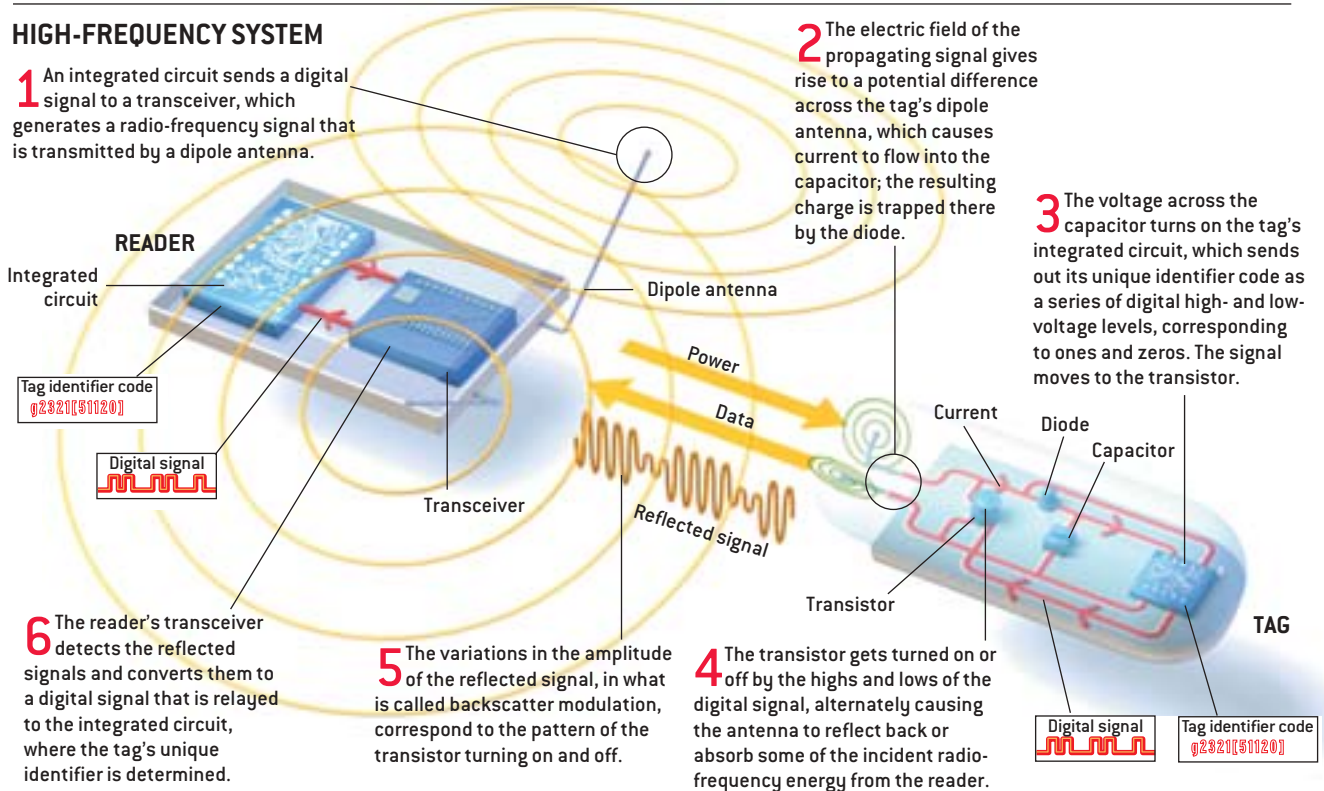 HIGH-FREQUENCY SYSTEM
1 An integrated circuit sends a digital
signal to a transceiver, which
generates a radio-frequency signal that
is transmitted by a dipole antenna.
2 The electric field of the
propagating signal gives
rise to a potential difference
across the tag's dipole
antenna, which causes
current to flow into the
capacitor; the resulting
charge is trapped there
by the diode.
3 The voltage across the
capacitor turns on the tag's
integrated circuit, which sends
out its unique identifier code as
a series of digital high- and low-
voltage levels, corresponding
to ones and zeros. The signal
moves to the transistor.
READER
Integrated
circuit
Dipole antenna
Tag identifier code
g2321[51120]
Digital signal
Transceiver
Power
Data
Reflected signal
Current
Diode
Capacitor
Transistor
TAG
6 The reader's transceiver
detects the reflected
signals and converts them to
a digital signal that is relayed
to the integrated circuit,
where the tag's unique
identifier is determined.
5 The variations in the amplitude
of the reflected signal, in what
is called backscatter modulation,
correspond to the pattern of the
transistor turning on and off.
4 The transistor gets turned on or
off by the highs and lows of the
digital signal, alternately causing
the antenna to reflect back or
absorb some of the incident radio-
frequency energy from the reader.
Digital signal
Tag identifier code
g2321[51120]